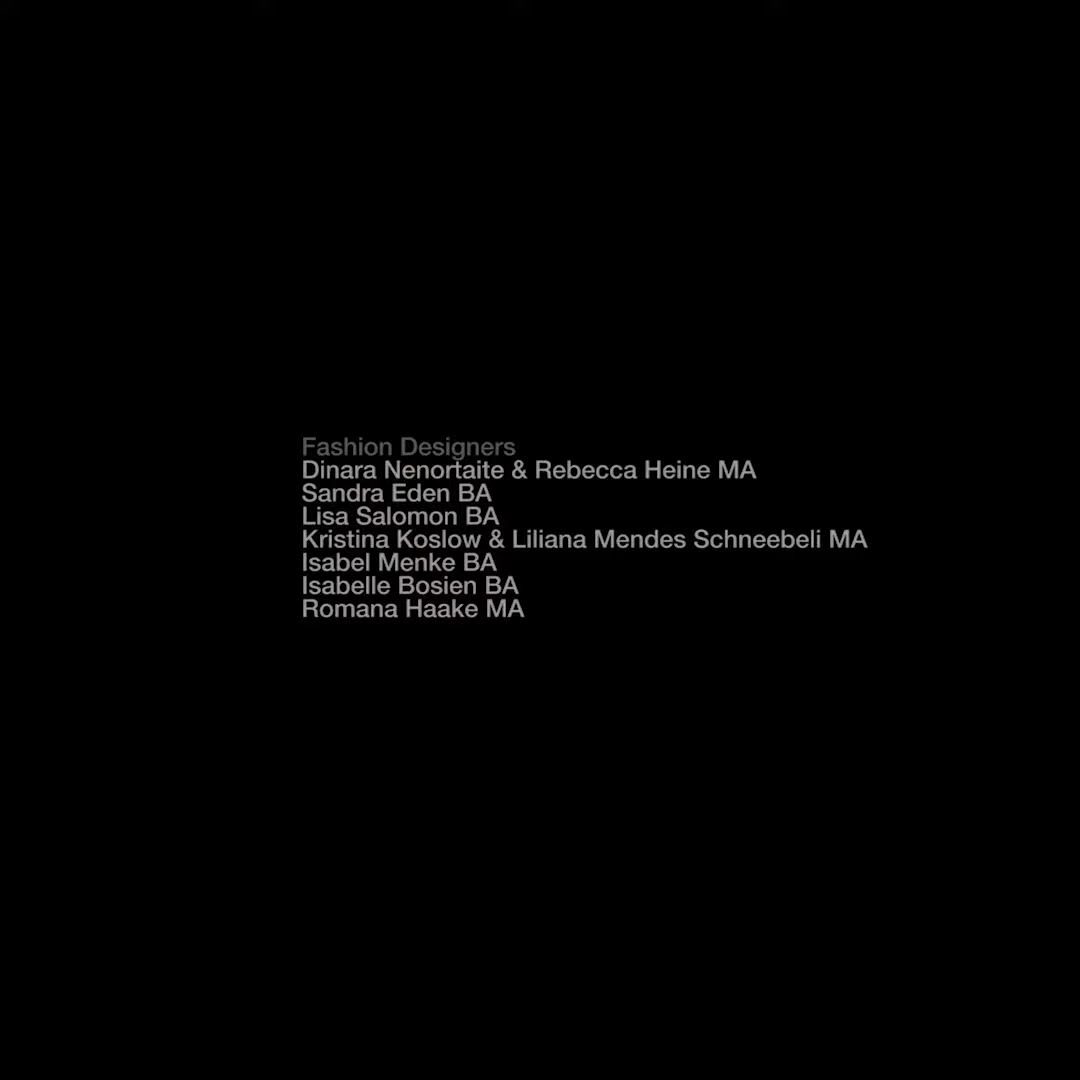 Fashion Designers
Dinara Nenortaite & Rebecca Heine MA
Sandra Eden BA
Lisa Salomon BA
Kristina Koslow & Liliana Mendes Schneebeli MA
Isabel Menke BA
Isabelle Bosien BA
Romana Haake MA